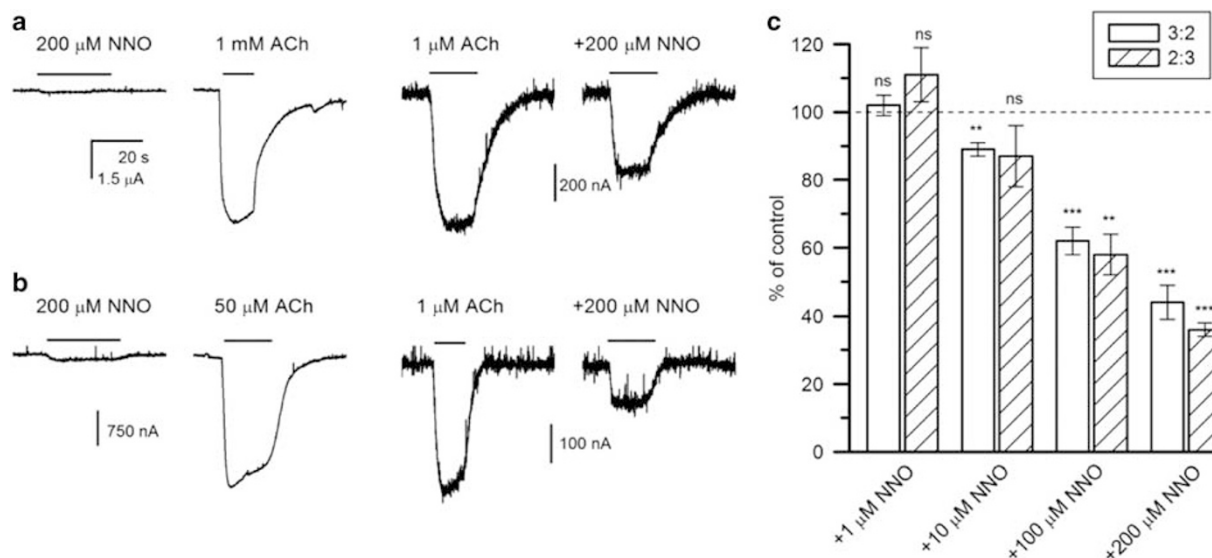 a
200 μM NNO
1 mM ACh
1 μM ACh
+200 μM NNO
20 s
1.5 μA
200 nA
b
200 μM NNO
50 μM ACh
1 μM ACh
+200 μM NNO
750 nA
100 nA
c
3:2
2:3
% of control
120
100
80
60
40
20
0
ns
ns
**
ns
***
**
***
***
+1 μM NNO
+10 μM NNO
+100 μM NNO
+200 μM NNO